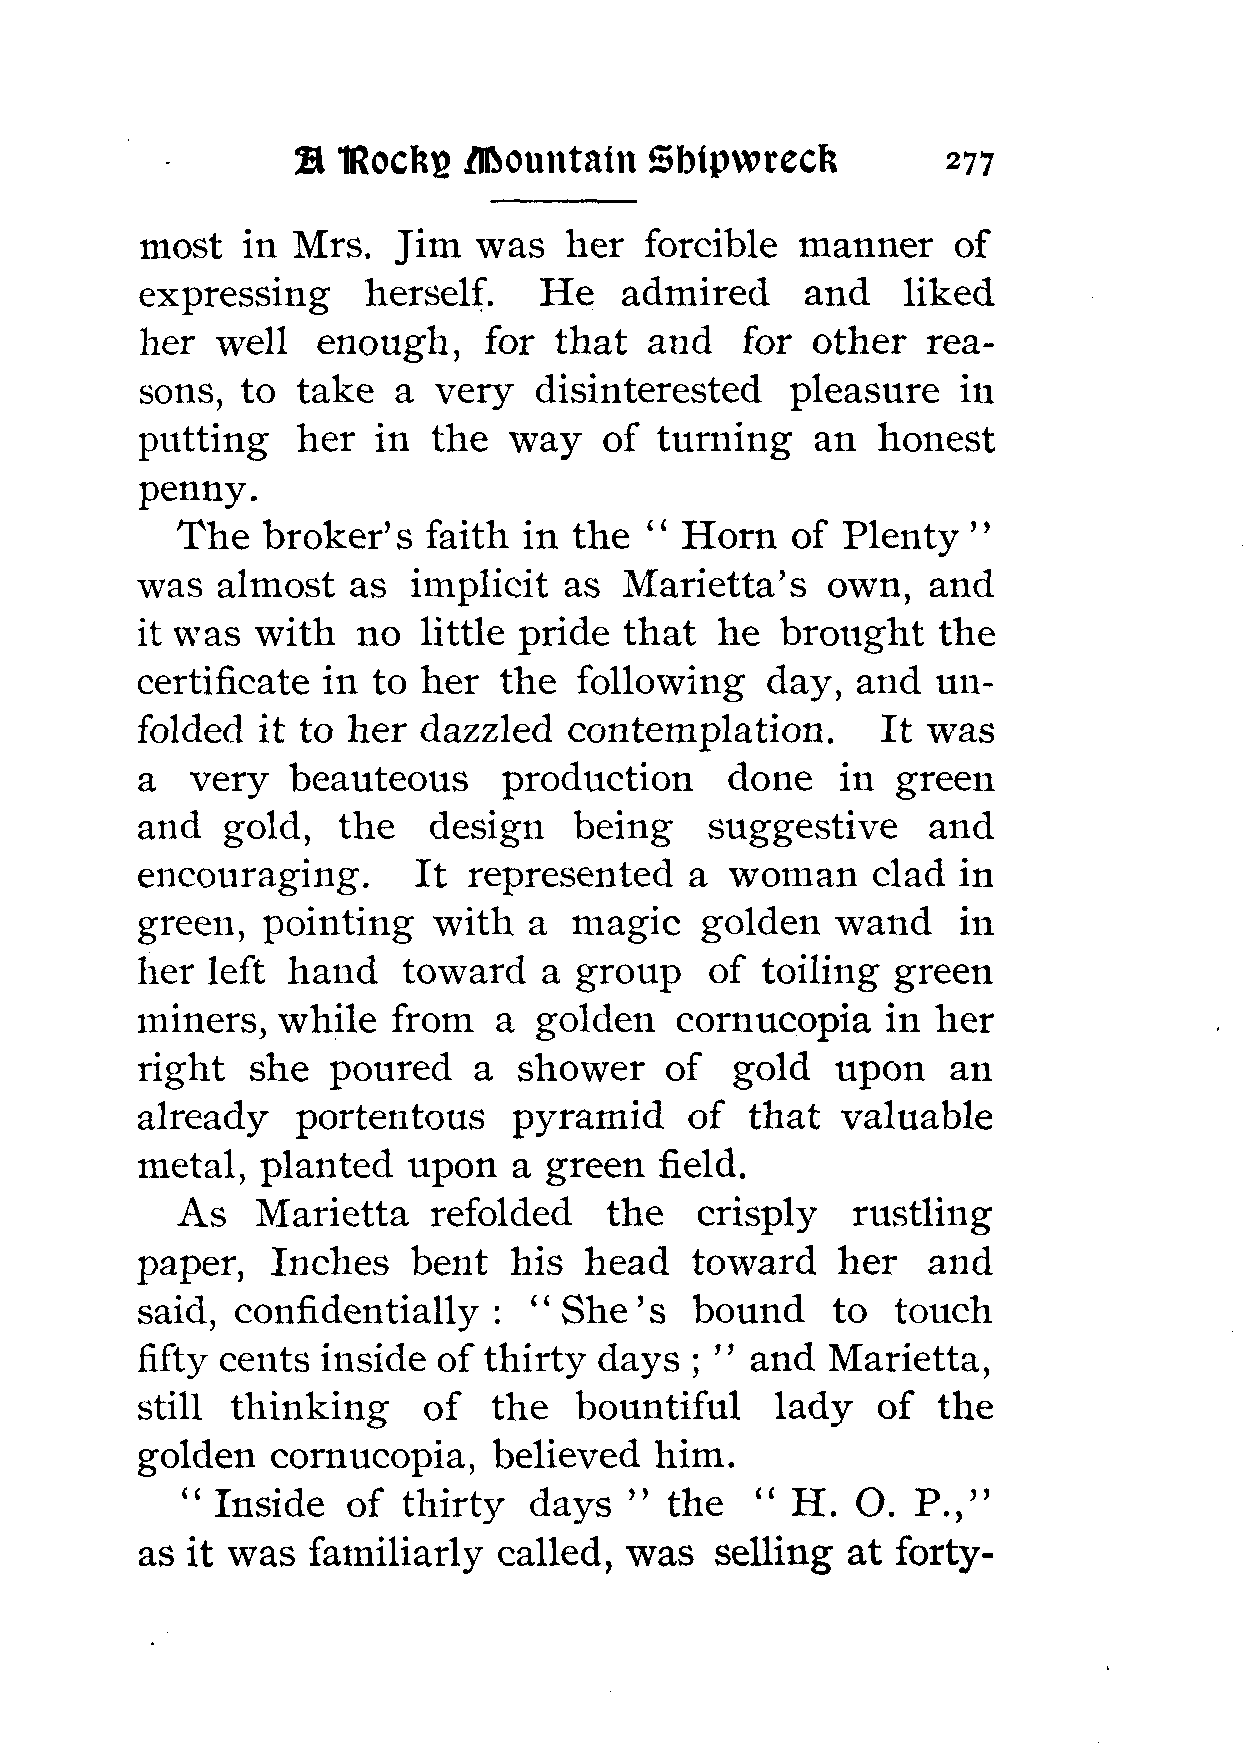 A Rocky Mountain Shipwreck 277
most in Mrs. Jim was her forcible manner of
expressing herself. He admired and liked
her well enough, for that and for other rea-
sons, to take a very disinterested pleasure in
putting her in the way of turning an honest
penny.
The broker's faith in the " Horn of Plenty "
was almost as implicit as Marietta's own, and
it was with no little pride that he brought the
certificate in to her the following day, and un-
folded it to her dazzled contemplation. It was
a very beauteous production done in green
and gold, the design being suggestive and
encouraging. It represented a woman clad in
green, pointing with a magic golden wand in
her left hand toward a group of toiling green
miners, while from a golden cornucopia in her
right she poured a shower of gold upon an
already portentous pyramid of that valuable
metal, planted upon a green field.
As Marietta refolded the crisply rustling
paper, Inches bent his head toward her and
said, confidentially : " She 's bound to touch
fifty cents inside of thirty days ; " and Marietta,
still thinking of the bountiful lady of the
golden cornucopia, believed him.
" Inside of thirty days " the " H. O. P.,"
as it was familiarly called, was selling at forty-